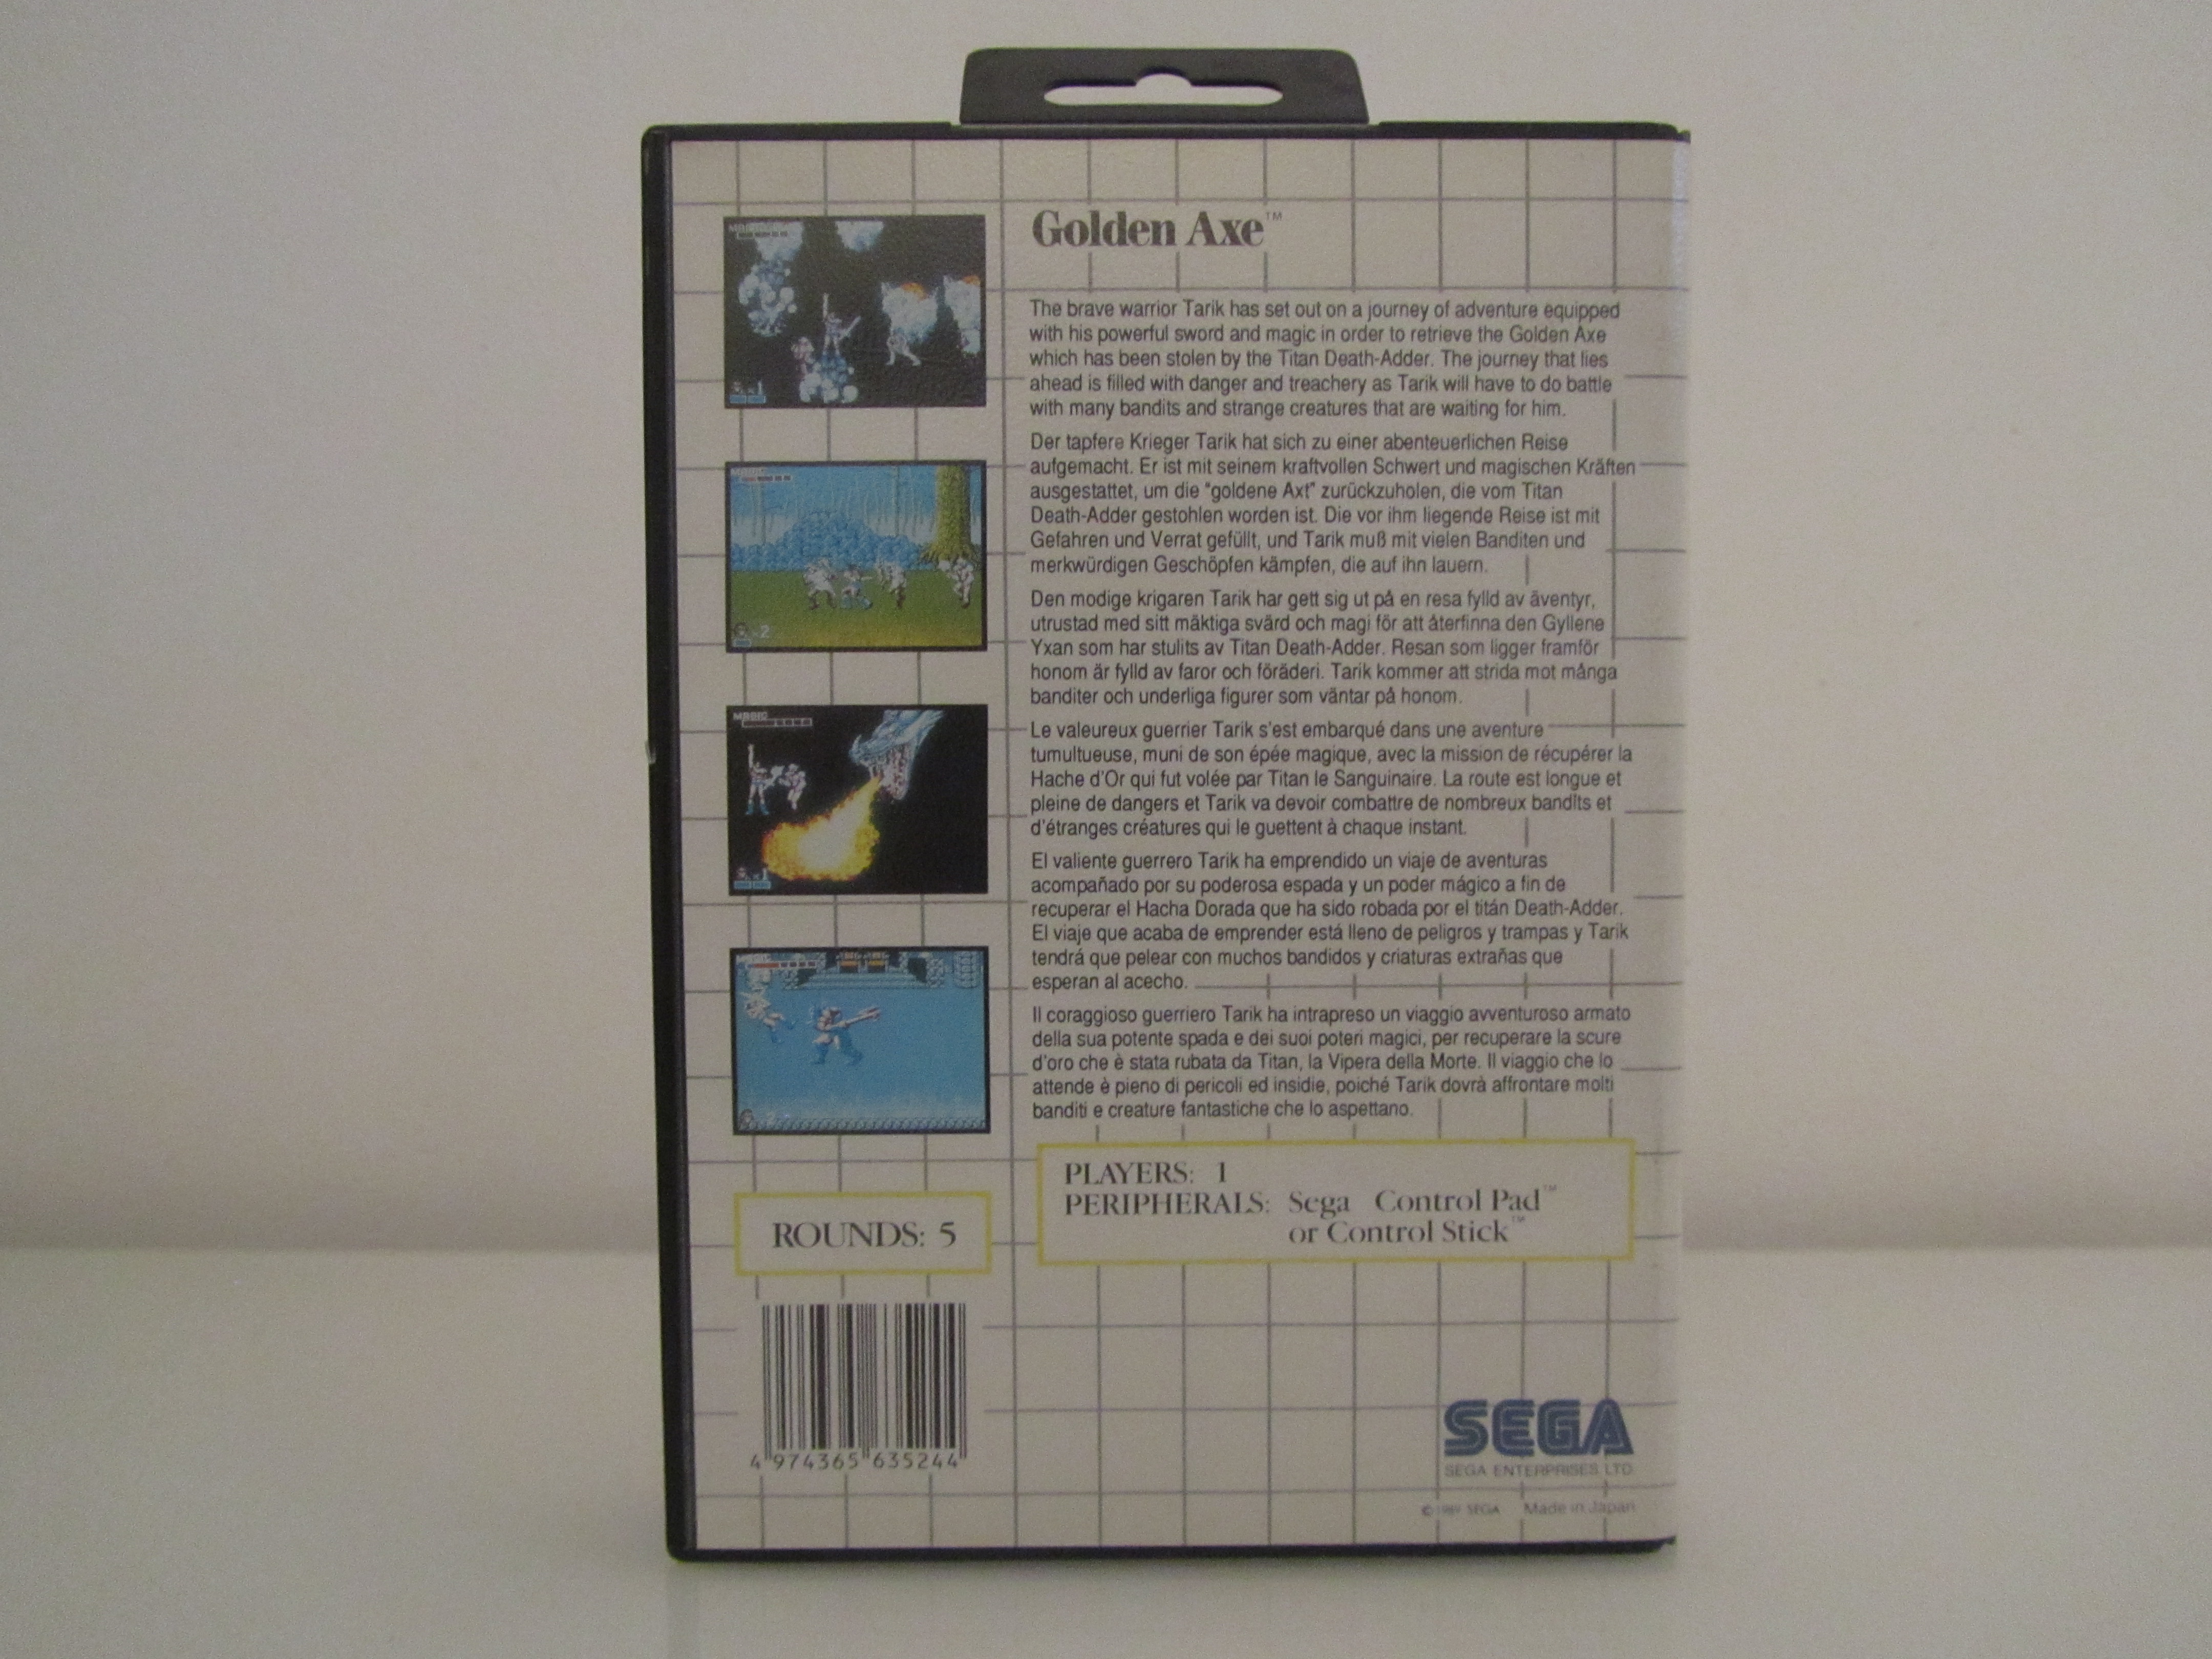 Golden Axe™
The brave warrior Tarik has set out on a journey of adventure equipped
with his powerful sword and magic in order to retrieve the Golden Axe
which has been stolen by the Titan Death-Adder. The journey that lies
ahead is filled with danger and treachery as Tarik will have to do battle
with many bandits and strange creatures that are waiting for him.
Der tapfere Krieger Tarik hat sich zu einer abenteuerlichen Reise
aufgemacht. Er ist mit seinem kraftvollen Schwert und magischen Kräften
ausgestattet, um die "goldene Axt" zurückzuholen, die vom Titan
Death-Adder gestohlen worden ist. Die vor ihm liegende Reise ist mit
Gefahren und Verrat gefüllt, und Tarik muß mit vielen Banditen und
merkwürdigen Geschöpfen kämpfen, die auf ihn lauern.
Den modige krigaren Tarik har gett sig ut på en resa fylld av äventyr,
utrustad med sitt mäktiga svärd och magi för att återfinna den Gyllene
Yxan som har stulits av Titan Death-Adder. Resan som ligger framför
honom är fylld av faror och föräderi. Tarik kommer att strida mot många
banditer och underliga figurer som väntar på honom.
Le valeureux guerrier Tarik s'est embarqué dans une aventure
tumultueuse, muni de son épée magique, avec la mission de récupérer la
Hache d'Or qui fut volée par Titan le Sanguinaire. La route est longue et
pleine de dangers et Tarik va devoir combattre de nombreux bandits et
d'étranges créatures qui le guettent à chaque instant.
El valiente guerrero Tarik ha emprendido un viaje de aventuras
acompañado por su poderosa espada y un poder mágico a fin de
recuperar el Hacha Dorada que ha sido robada por el titán Death-Adder.
El viaje que acaba de emprender está lleno de peligros y trampas y Tarik
tendrá que pelear con muchos bandidos y criaturas extrañas que
esperan al acecho.
Il coraggioso guerriero Tarik ha intrapreso un viaggio avventuroso armato
della sua potente spada e dei suoi poteri magici, per recuperare la scure
d'oro che è stata rubata da Titan, la Vipera della Morte. Il viaggio che lo
attende è pieno di pericoli ed insidie, poiché Tarik dovrà affrontare molti
banditi e creature fantastiche che lo aspettano.
MAGIC
MAGIC
MAGIC
ROUNDS: 5
PLAYERS: 1
PERIPHERALS: Sega Control Pad™
or Control Stick™
4 974365 635244
SEGA
SEGA ENTERPRISES LTD.
© 1989 SEGA Made in Japan